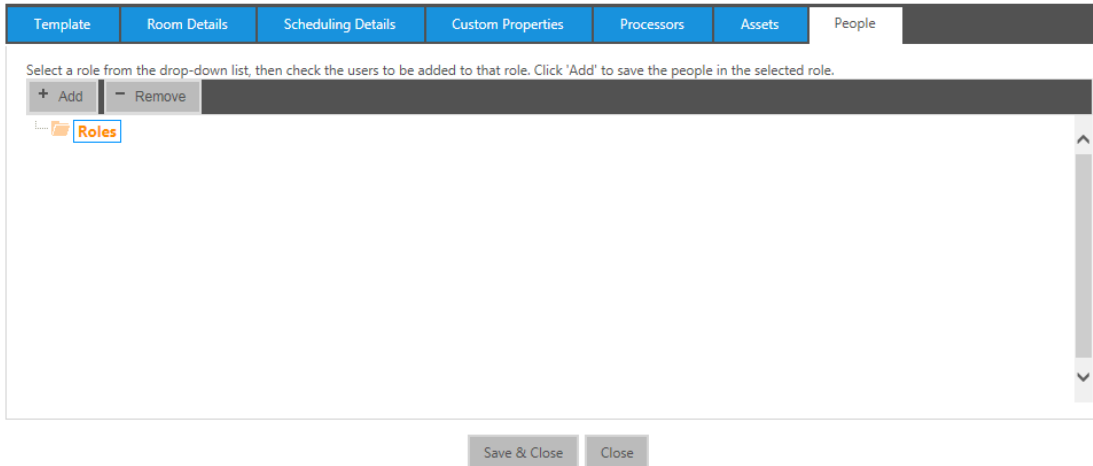 Template Room Details Scheduling Details Custom Properties Processors Assets People
Select a role from the drop-down list, then check the users to be added to that role. Click 'Add' to save the people in the selected role.
+ Add − Remove
Roles
Save & Close Close